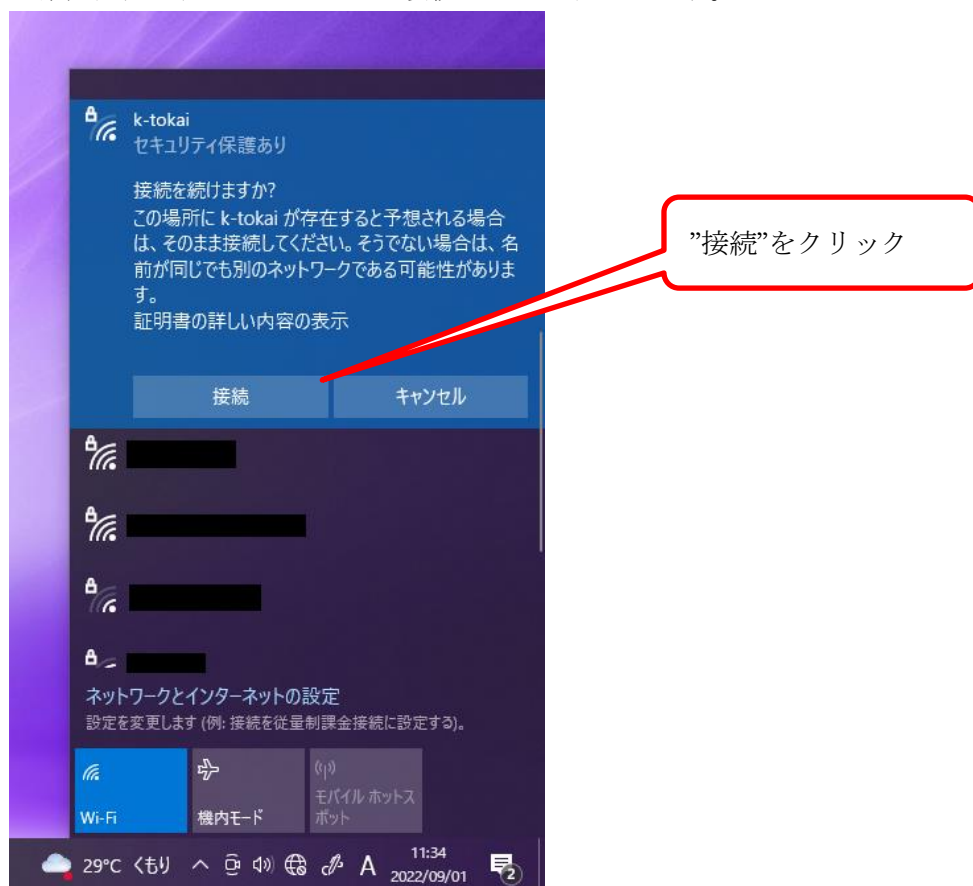 k-tokai
セキュリティ保護あり
接続を続けますか?
この場所に k-tokai が存在すると予想される場合
は、そのまま接続してください。そうでない場合は、名
前が同じでも別のネットワークである可能性がありま
す。
証明書の詳しい内容の表示
接続 キャンセル
”接続”をクリック
ネットワークとインターネットの設定
設定を変更します (例: 接続を従量制課金接続に設定する)。
Wi-Fi
機内モード
モバイル ホットス
ポット
29°C くもり A 11:34
2022/09/01
2